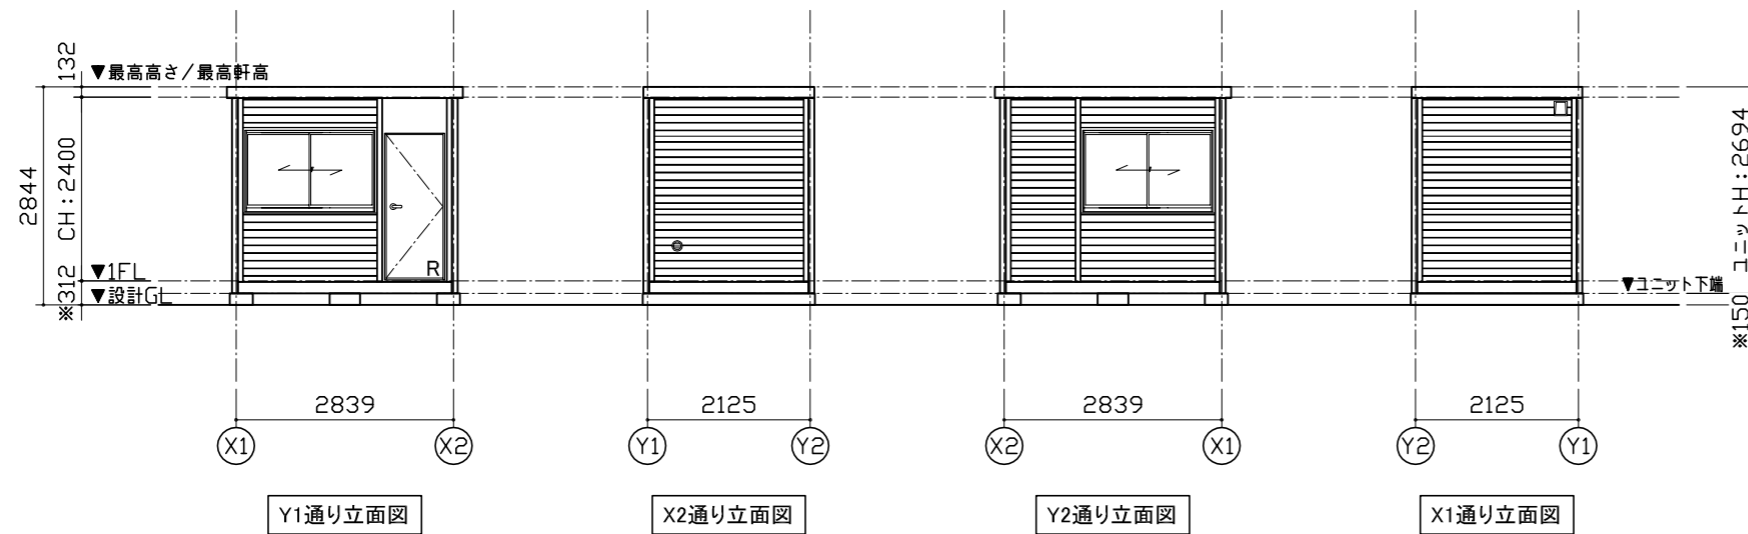 132
▼最高高さ/最高軒高
2844
CH:2400
※312
▼1FL
▼設計GL
R
ユニットH:2694
※150
▼ユニット下端
2839
2125
2839
2125
X1
X2
Y1
Y2
X2
X1
Y2
Y1
Y1通り立面図
X2通り立面図
Y2通り立面図
X1通り立面図